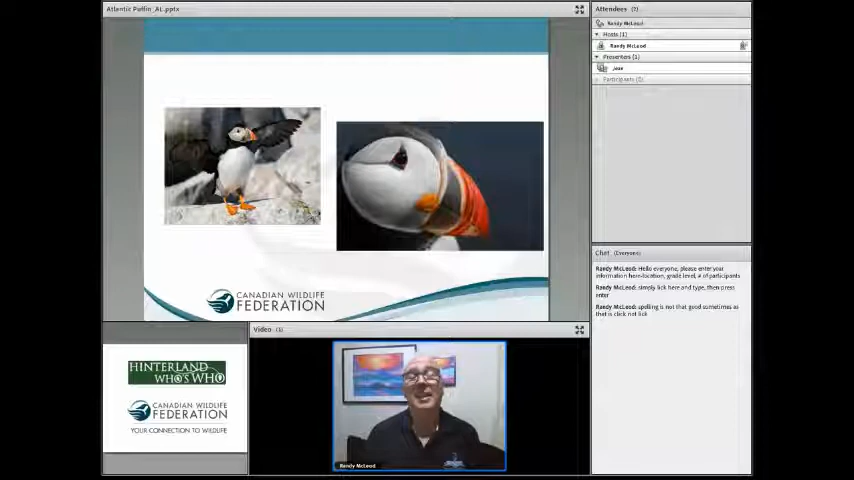 Atlantic Puffin_AL.pptx
CANADIAN WILDLIFE
FEDERATION
HINTERLAND
WHO'S WHO
CANADIAN WILDLIFE
FEDERATION
YOUR CONNECTION TO WILDLIFE
Video (1)
Randy McLeod
Attendees (2)
Randy McLeod
Hosts (1)
Randy McLeod
Presenters (1)
Participants (0)
Chat (Everyone)
Randy McLeod: Hello everyone, please enter your
information here-location, grade level, # of participants
Randy McLeod: simply lick here and type, then press
enter
Randy McLeod: spelling is not that good sometimes as
that is click not lick